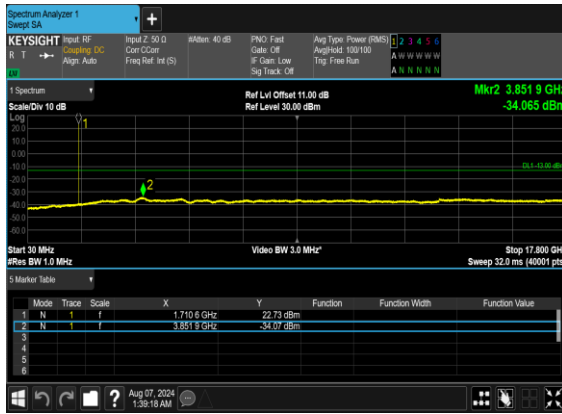 Spectrum Analyzer 1
Swept SA
+
KEYSIGHT Input: RF Input Z: 50 Ω #Atten: 40 dB PNO: Fast Avg Type: Power (RMS) 1 2 3 4 5 6
R T Coupling: DC Corr CCorr Gate: Off Avg|Hold: 100/100 A W W W W W
Align: Auto Freq Ref: Int (S) IF Gain: Low Trig: Free Run
Sig Track: Off A N N N N N
1 Spectrum Ref Lvl Offset 11.00 dB Mkr2 3.851 9 GHz
Scale/Div 10 dB Ref Level 30.00 dBm -34.065 dBm
Log
20.0
10.0
0.00
-10.0
-20.0
-30.0
-40.0
-50.0
-60.0
1
DL1 -13.00 dBm
2
Start 30 MHz Video BW 3.0 MHz* Stop 17.800 GHz
#Res BW 1.0 MHz Sweep 32.0 ms (40001 pts)
5 Marker Table
Mode Trace Scale X Y Function Function Width Function Value
1 N 1 f 1.710 6 GHz 22.73 dBm
2 N 1 f 3.851 9 GHz -34.07 dBm
3
4
5
6
? Aug 07, 2024
1:39:18 AM